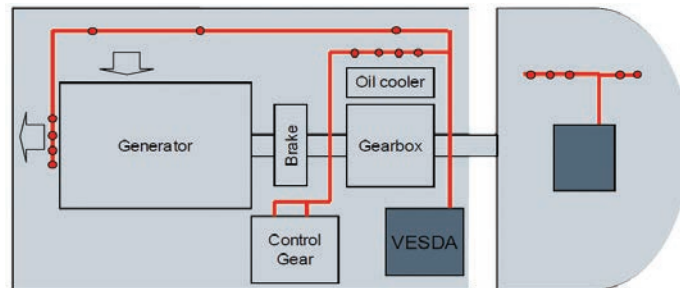 Oil cooler
Generator
Brake
Gearbox
Control
Gear
VESDA